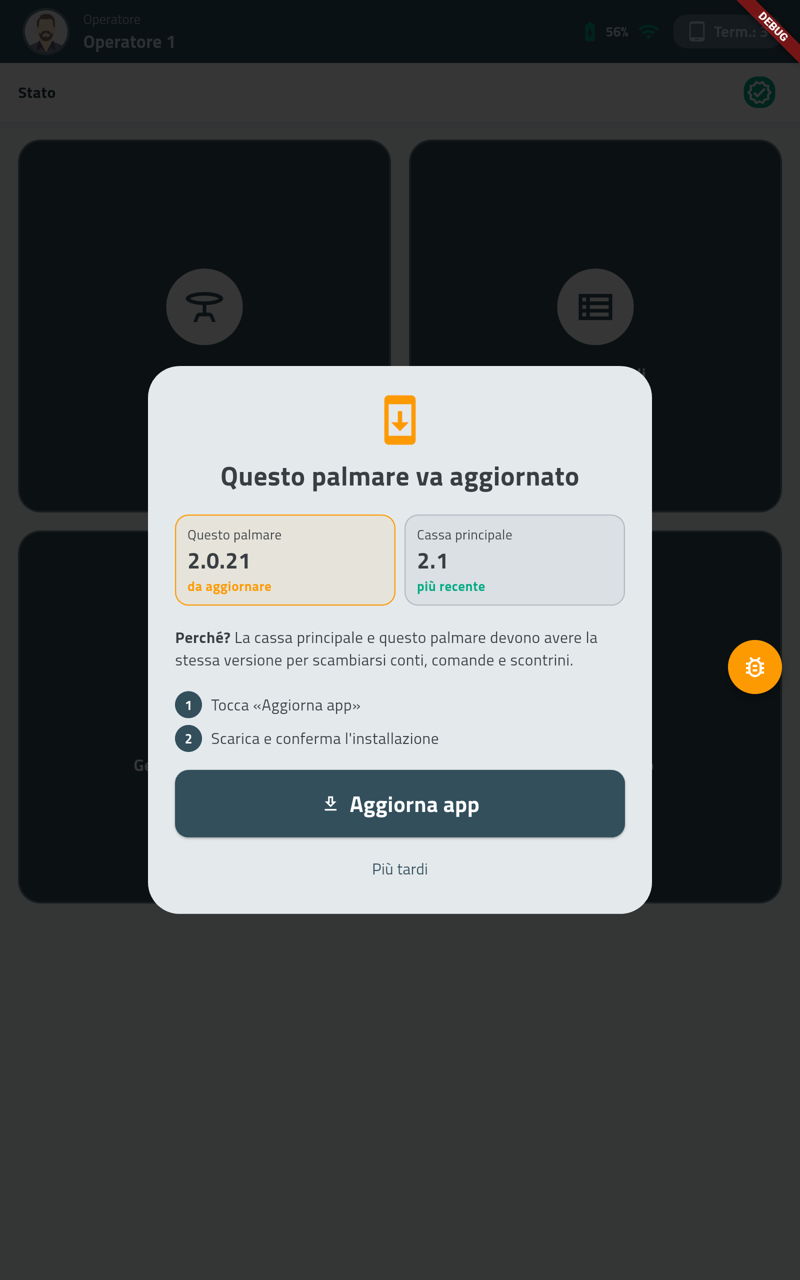 Operatore
Operatore 1
56%
Term.: 3
DEBUG
Stato
Questo palmare va aggiornato
Questo palmare
2.0.21
da aggiornare
Cassa principale
2.1
più recente
Perché? La cassa principale e questo palmare devono avere la
stessa versione per scambiarsi conti, comande e scontrini.
1 Tocca «Aggiorna app»
2 Scarica e conferma l'installazione
Aggiorna app
Più tardi